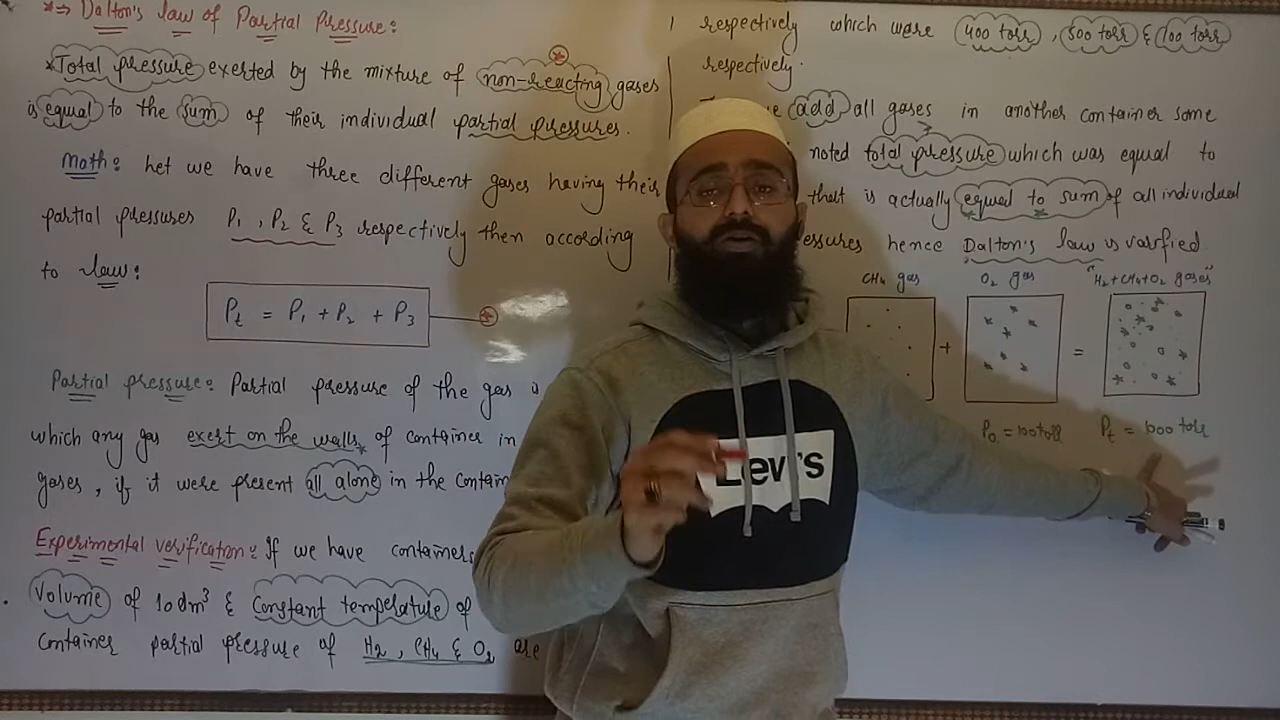 *⇒ Dalton's law of Partial Pressure:
*Total pressure exerted by the mixture of non-reacting gases
is equal to the sum of their individual partial pressures.
Math: Let we have three different gases having their
partial pressures P₁, P₂ & P₃ respectively then according
to law:
Pt = P₁ + P₂ + P₃
Partial pressure: Partial pressure of the gas is
which any gas exert on the walls of container in
gases, if it were present all alone in the contain
Experimental verification: If we have containers
volume of 10dm³ & constant temperature of
container partial pressure of H₂, CH₄ & O₂ are
respectively which were 400 torr, 500 torr & 100 torr
respectively.
add all gases in another container some
noted total pressure which was equal to
that is actually equal to sum of all individual
essures hence Dalton's law is varified
CH₄ gas
O₂ gas
"H₂+CH₄+O₂ gases"
+
=
= 100torr
Pt = 1000 torr
Levi's